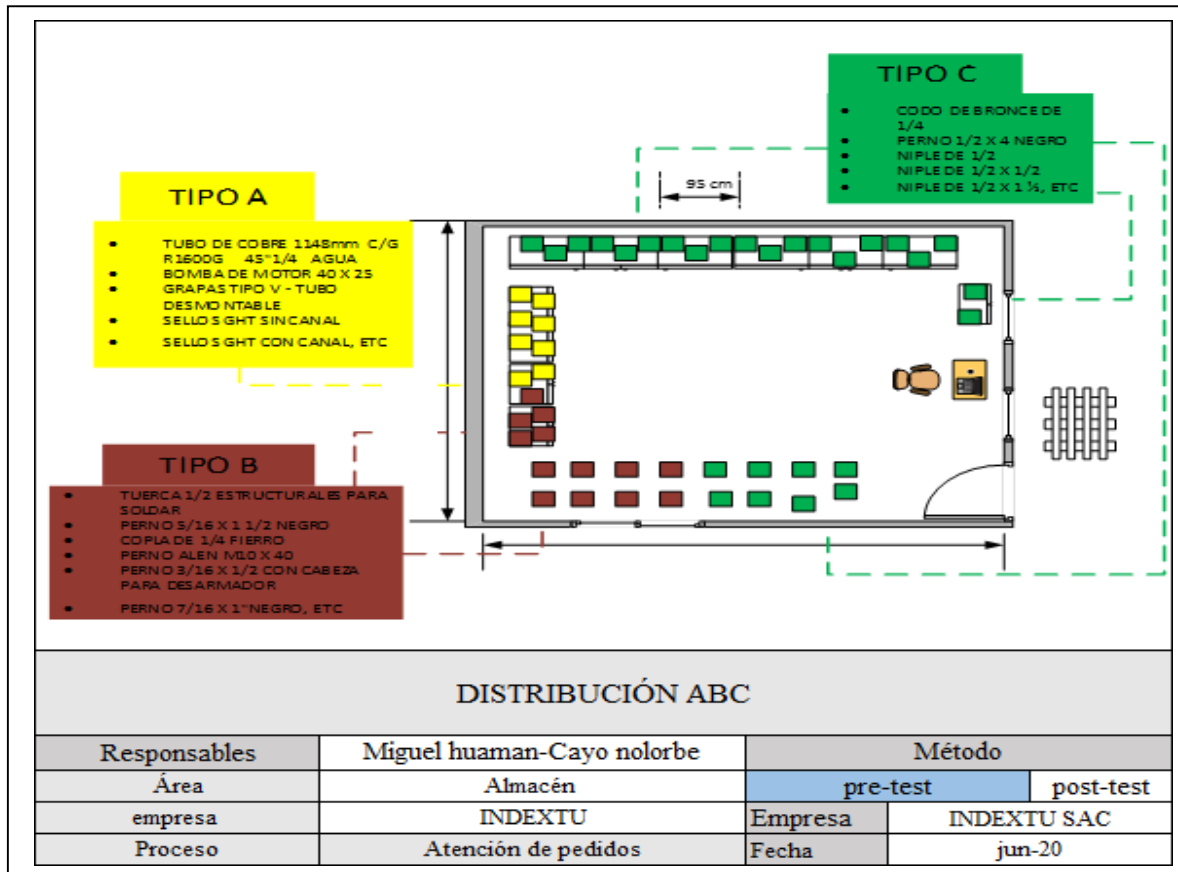 TIPO C
CODO DE BRONCE DE
1/4
PERNO 1/2 X 4 NEGRO
NIPLE DE 1/2
NIPLE DE 1/2 X 1/2
NIPLE DE 1/2 X 1 ½, ETC
95 cm
TIPO A
TUBO DE COBRE 1148mm C/G
R1600G 45°1/4 AGUA
BOMBA DE MOTOR 40 X 25
GRAPAS TIPO V - TUBO
DESMONTABLE
SELLOS GHT SIN CANAL
SELLOS GHT CON CANAL, ETC
TIPO B
TUERCA 1/2 ESTRUCTURALES PARA
SOLDAR
PERNO 5/16 X 1 1/2 NEGRO
COPLA DE 1/4 FIERRO
PERNO ALEN M10 X 40
PERNO 3/16 X 1/2 CON CABEZA
PARA DESARMADOR
PERNO 7/16 X 1" NEGRO, ETC
DISTRIBUCIÓN ABC
Responsables Miguel huaman-Cayo nolorbe Método
Área Almacén pre-test post-test
empresa INDEXTU Empresa INDEXTU SAC
Proceso Atención de pedidos Fecha jun-20